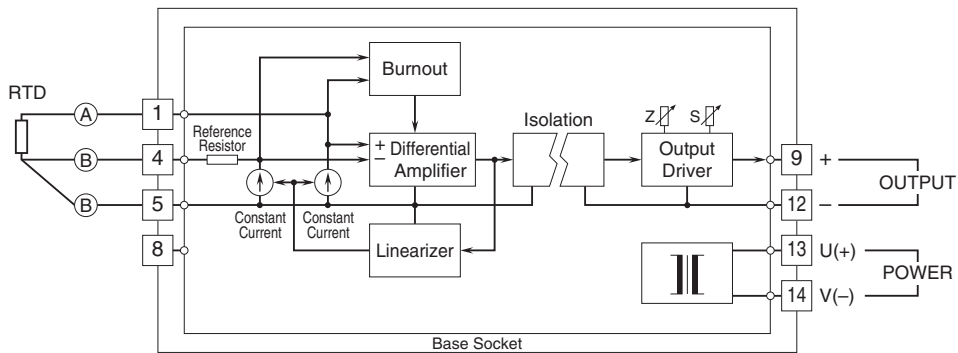 RTD
A
B
B
1
4
5
8
Reference
Resistor
Burnout
+
−
Differential
Amplifier
Constant
Current
Constant
Current
Linearizer
Isolation
Z
S
Output
Driver
9
+
OUTPUT
12
−
13
U(+)
POWER
14
V(−)
Base Socket